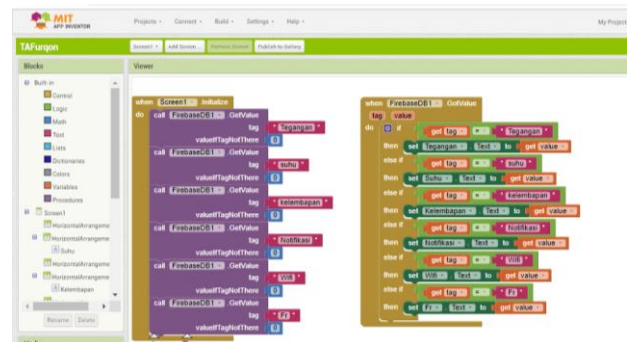 MIT
APP INVENTOR
Projects Connect Build Settings Help My Projec
TAFurqon
Screen1 Add Screen ... Remove Screen Publish to Gallery
Blocks
Viewer
Built-in
Control
Logic
Math
Text
Lists
Dictionaries
Colors
Variables
Procedures
Screen1
HorizontalArrangeme
HorizontalArrangeme
Suhu
HorizontalArrangeme
Kelembapan
Rename Delete
when Screen1 .Initialize
do call FirebaseDB1 .GetValue
tag " Tegangan "
valueIfTagNotThere 0
call FirebaseDB1 .GetValue
tag " suhu "
valueIfTagNotThere 0
call FirebaseDB1 .GetValue
tag " kelembapan "
valueIfTagNotThere 0
call FirebaseDB1 .GetValue
tag " Notifikasi "
valueIfTagNotThere 0
call FirebaseDB1 .GetValue
tag " Wifi "
valueIfTagNotThere 0
call FirebaseDB1 .GetValue
tag " Fr "
valueIfTagNotThere 0
when FirebaseDB1 .GotValue
tag value
do if get tag = " Tegangan "
then set Tegangan . Text to get value
else if get tag = " suhu "
then set Suhu . Text to get value
else if get tag = " kelembapan "
then set Kelembapan . Text to get value
else if get tag = " Notifikasi "
then set Notifikasi . Text to get value
else if get tag = " Wifi "
then set Wifi . Text to get value
else if get tag = " Fr "
then set Fr . Text to get value